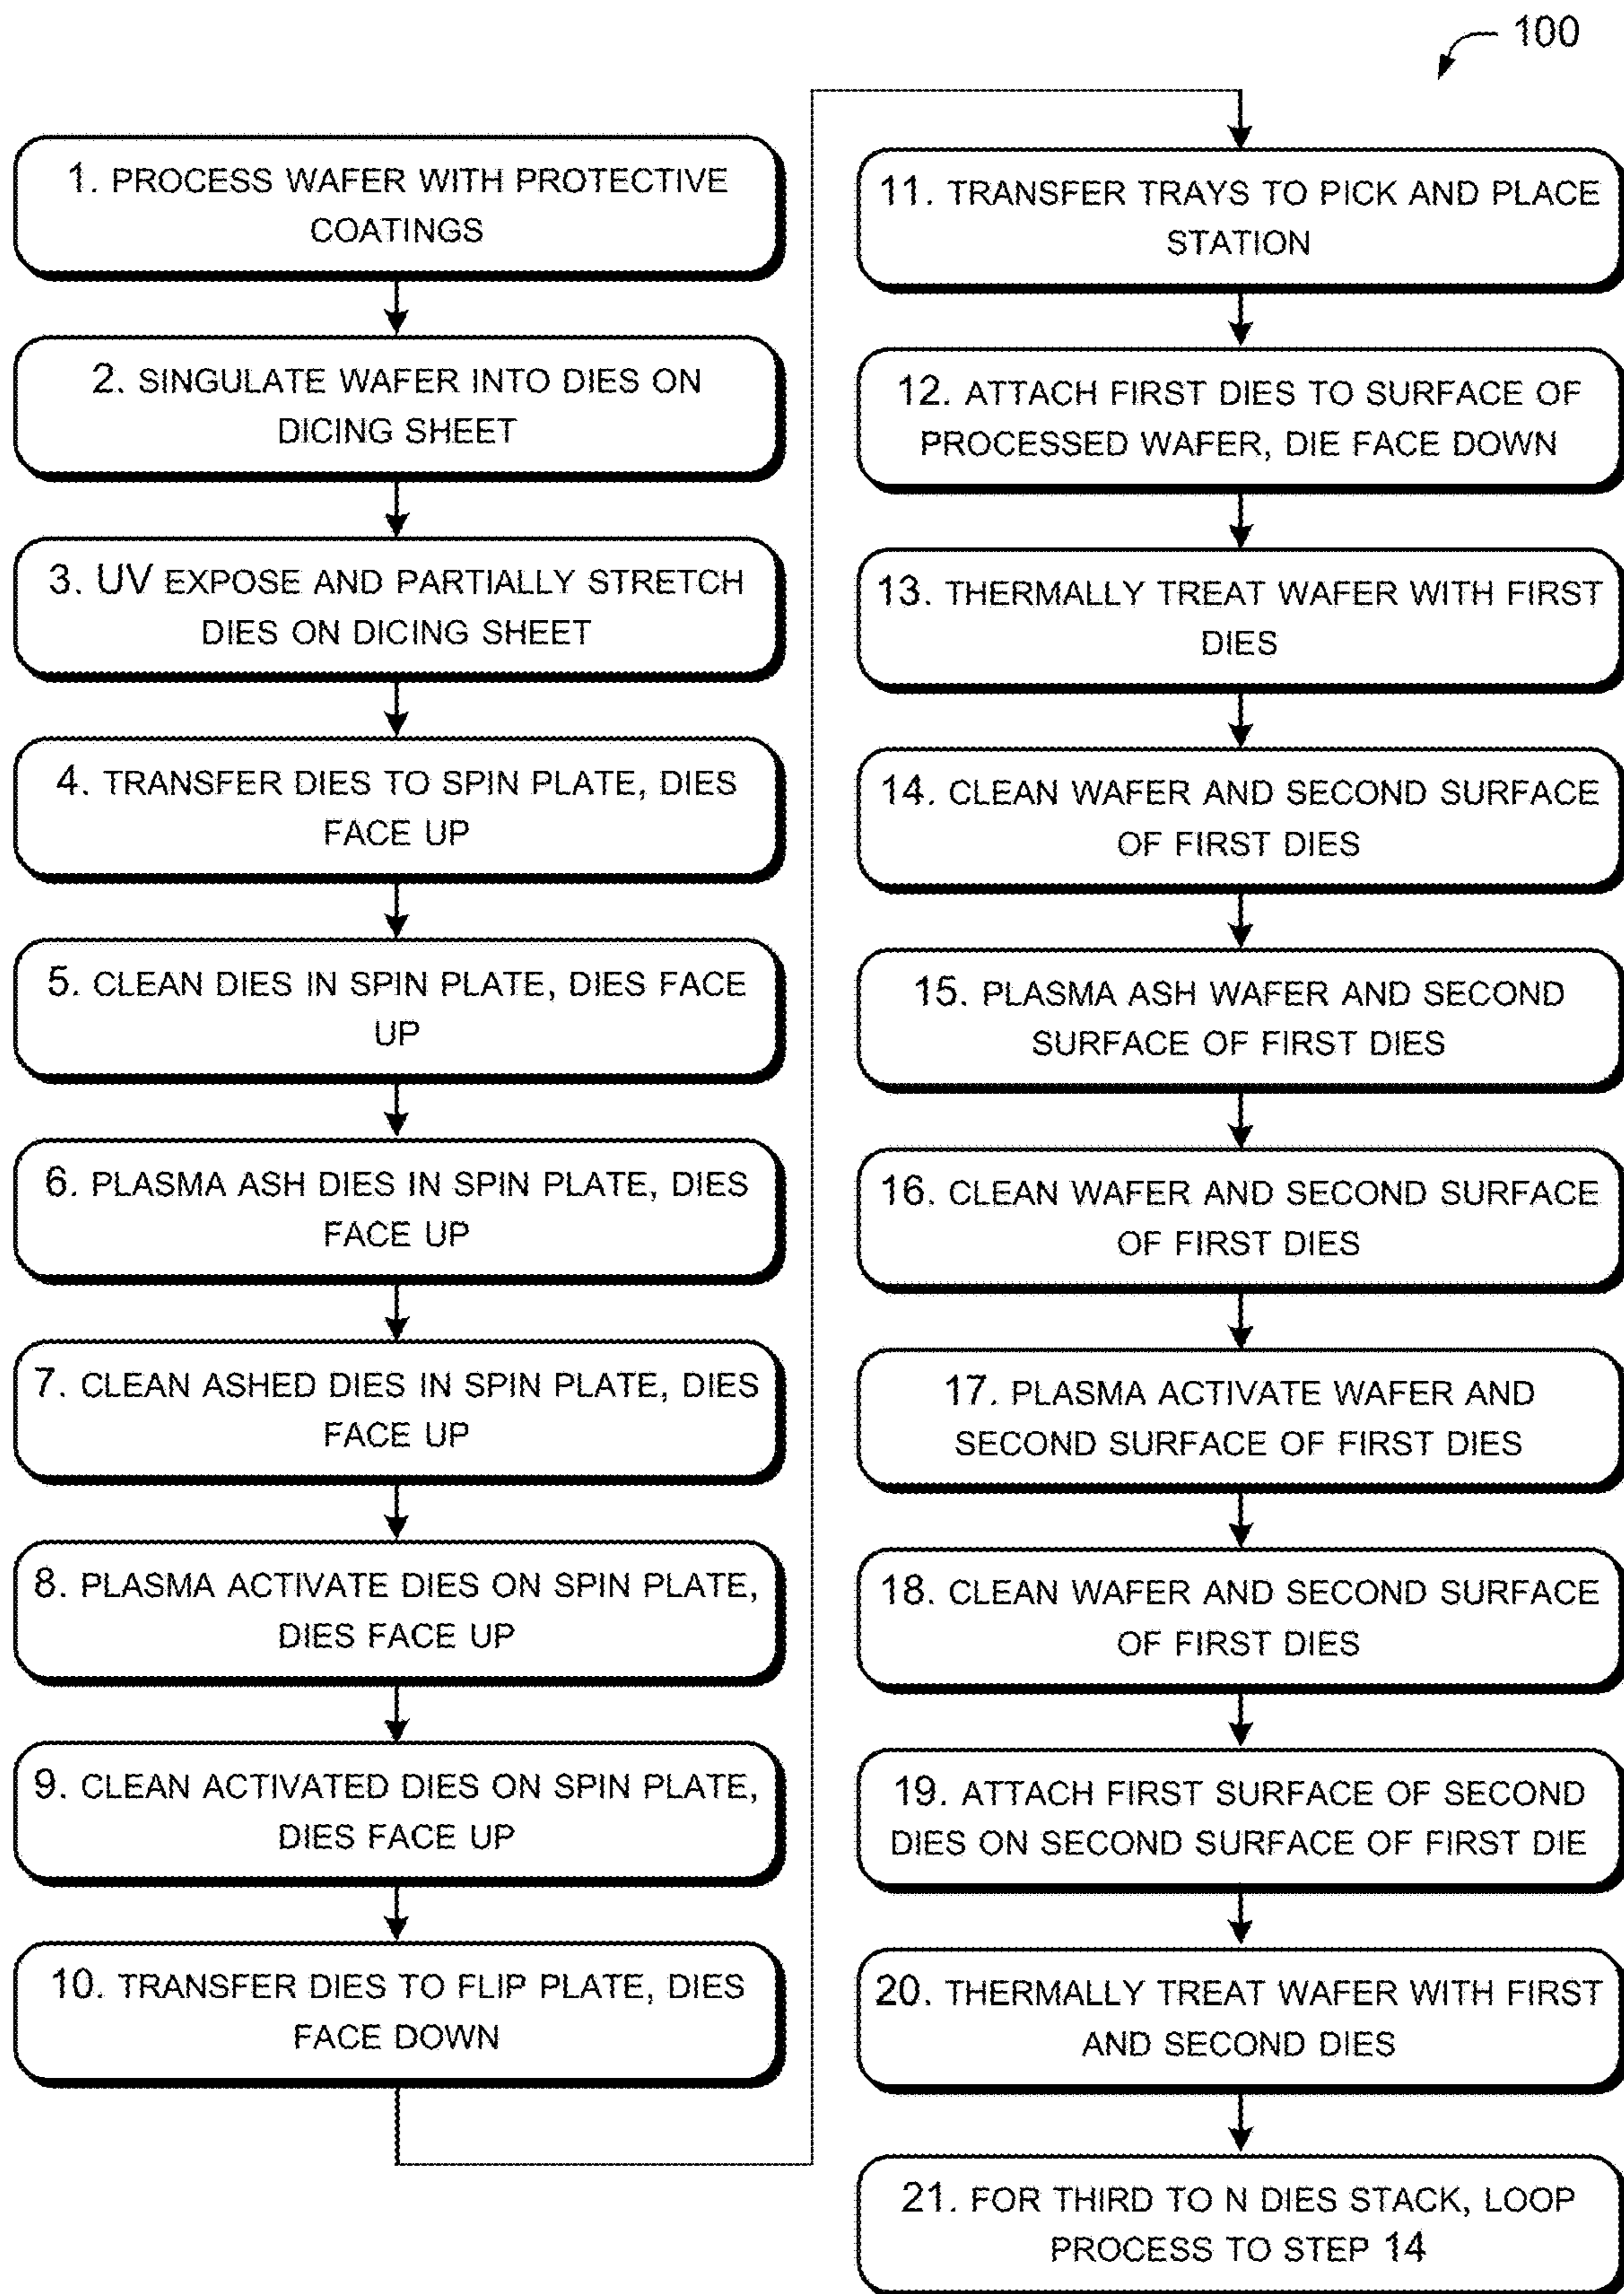 100
1. PROCESS WAFER WITH PROTECTIVE
COATINGS
2. SINGULATE WAFER INTO DIES ON
DICING SHEET
3. UV EXPOSE AND PARTIALLY STRETCH
DIES ON DICING SHEET
4. TRANSFER DIES TO SPIN PLATE, DIES
FACE UP
5. CLEAN DIES IN SPIN PLATE, DIES FACE
UP
6. PLASMA ASH DIES IN SPIN PLATE, DIES
FACE UP
7. CLEAN ASHED DIES IN SPIN PLATE, DIES
FACE UP
8. PLASMA ACTIVATE DIES ON SPIN PLATE,
DIES FACE UP
9. CLEAN ACTIVATED DIES ON SPIN PLATE,
DIES FACE UP
10. TRANSFER DIES TO FLIP PLATE, DIES
FACE DOWN
11. TRANSFER TRAYS TO PICK AND PLACE
STATION
12. ATTACH FIRST DIES TO SURFACE OF
PROCESSED WAFER, DIE FACE DOWN
13. THERMALLY TREAT WAFER WITH FIRST
DIES
14. CLEAN WAFER AND SECOND SURFACE
OF FIRST DIES
15. PLASMA ASH WAFER AND SECOND
SURFACE OF FIRST DIES
16. CLEAN WAFER AND SECOND SURFACE
OF FIRST DIES
17. PLASMA ACTIVATE WAFER AND
SECOND SURFACE OF FIRST DIES
18. CLEAN WAFER AND SECOND SURFACE
OF FIRST DIES
19. ATTACH FIRST SURFACE OF SECOND
DIES ON SECOND SURFACE OF FIRST DIE
20. THERMALLY TREAT WAFER WITH FIRST
AND SECOND DIES
21. FOR THIRD TO N DIES STACK, LOOP
PROCESS TO STEP 14